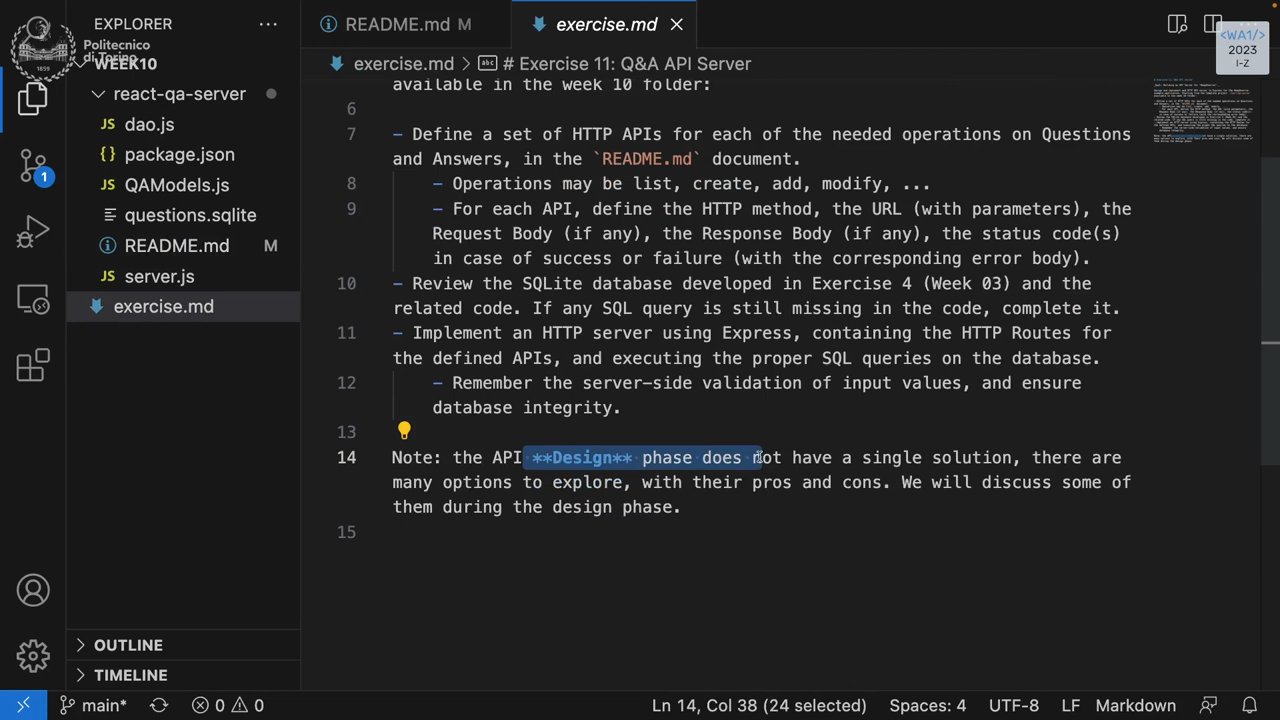 EXPLORER
README.md M
exercise.md
Politecnico
di Torino
1859
WEEK10
exercise.md > # Exercise 11: Q&A API Server
<WA1/>
2023
I-Z
react-qa-server
dao.js
package.json
QAModels.js
questions.sqlite
README.md M
server.js
exercise.md
available in the week 10 folder:
6
7 - Define a set of HTTP APIs for each of the needed operations on Questions
and Answers, in the `README.md` document.
8 - Operations may be list, create, add, modify, ...
9 - For each API, define the HTTP method, the URL (with parameters), the
Request Body (if any), the Response Body (if any), the status code(s)
in case of success or failure (with the corresponding error body).
10 - Review the SQLite database developed in Exercise 4 (Week 03) and the
related code. If any SQL query is still missing in the code, complete it.
11 - Implement an HTTP server using Express, containing the HTTP Routes for
the defined APIs, and executing the proper SQL queries on the database.
12 - Remember the server-side validation of input values, and ensure
database integrity.
13
14 Note: the API **Design** phase does not have a single solution, there are
many options to explore, with their pros and cons. We will discuss some of
them during the design phase.
15
1
OUTLINE
TIMELINE
main* 0 0 Ln 14, Col 38 (24 selected) Spaces: 4 UTF-8 LF Markdown